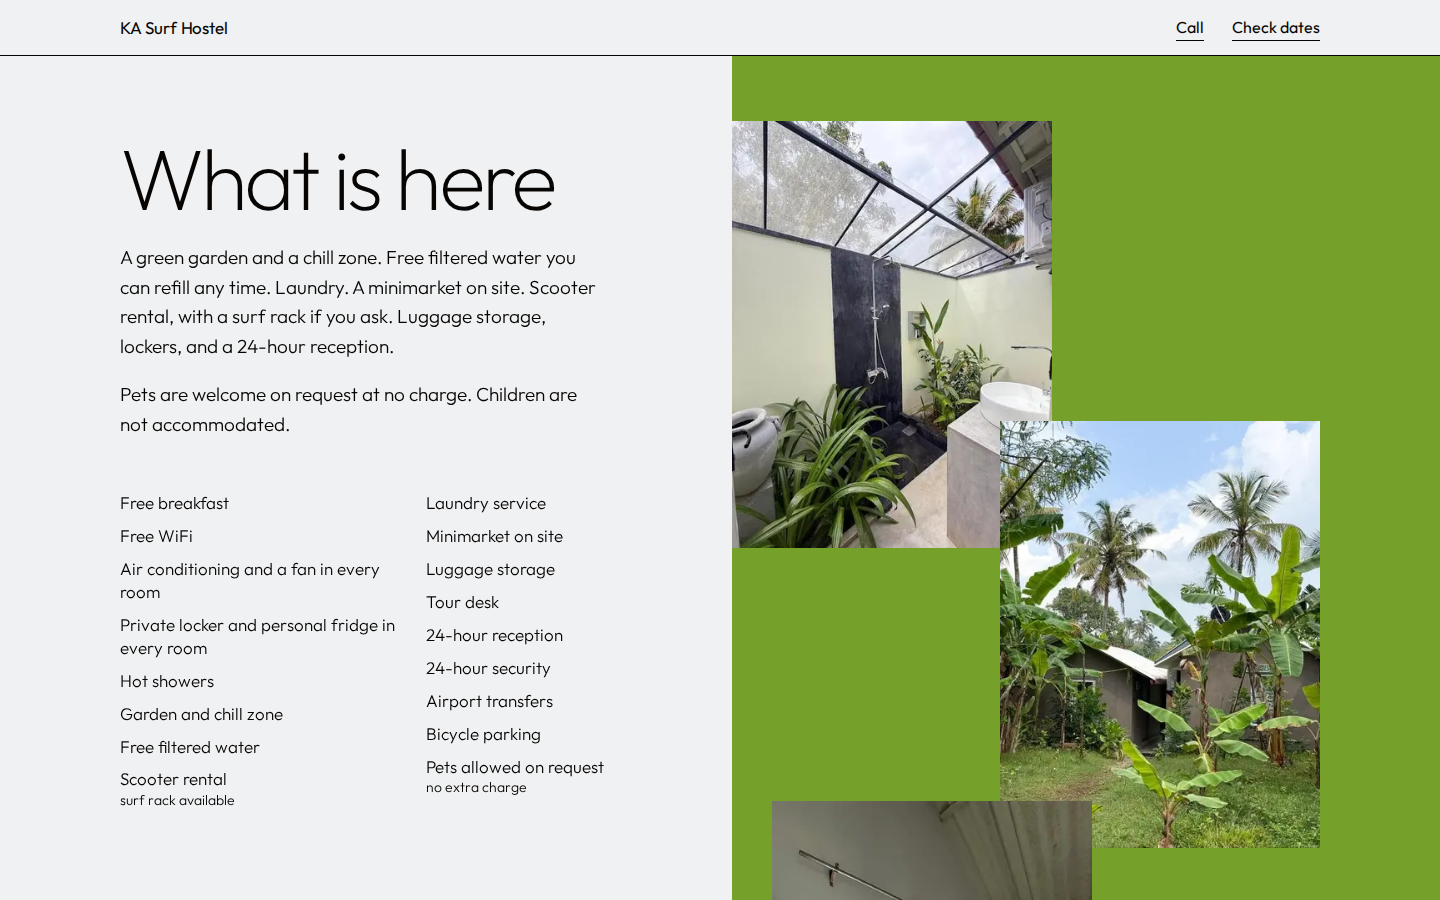 KA Surf Hostel
Call
Check dates
What is here
A green garden and a chill zone. Free filtered water you
can refill any time. Laundry. A minimarket on site. Scooter
rental, with a surf rack if you ask. Luggage storage,
lockers, and a 24-hour reception.
Pets are welcome on request at no charge. Children are
not accommodated.
Free breakfast
Free WiFi
Air conditioning and a fan in every
room
Private locker and personal fridge in
every room
Hot showers
Garden and chill zone
Free filtered water
Scooter rental
surf rack available
Laundry service
Minimarket on site
Luggage storage
Tour desk
24-hour reception
24-hour security
Airport transfers
Bicycle parking
Pets allowed on request
no extra charge